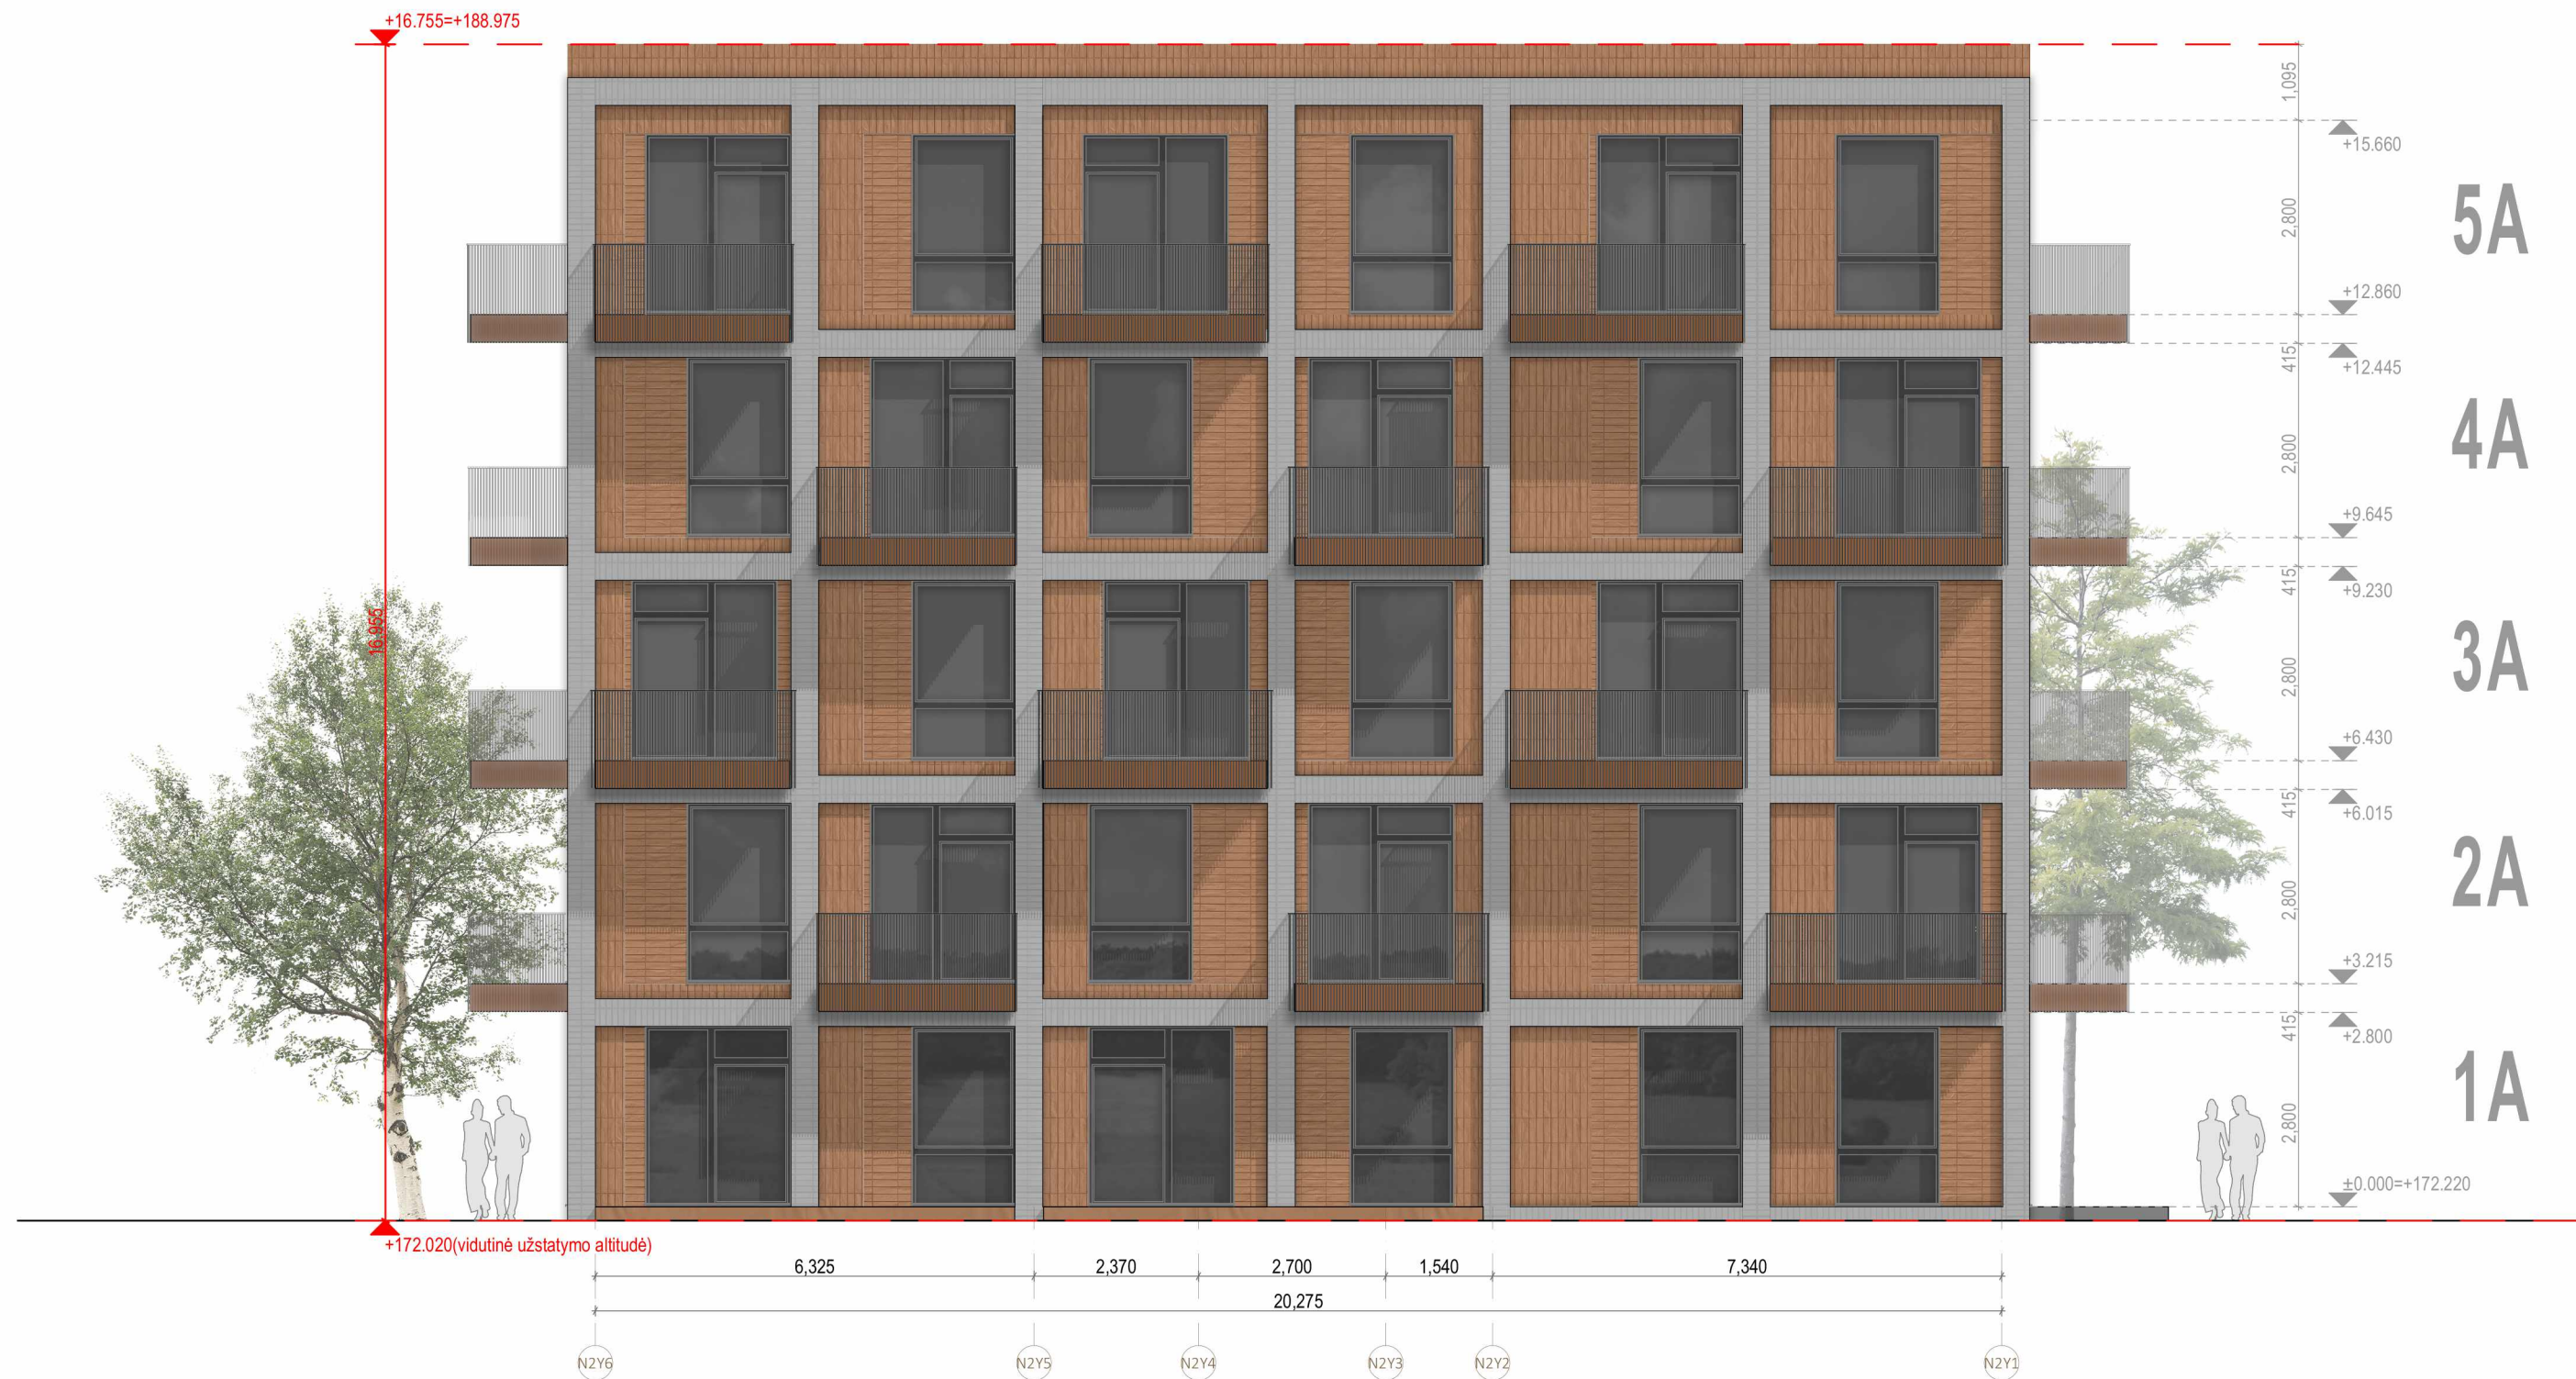 +16.755=+188.975
1,095
+15.660
2,800
5A
+12.860
415
+12.445
2,800
4A
+9.645
415
+9.230
16.955
2,800
3A
+6.430
415
+6.015
2,800
2A
+3.215
415
+2.800
2,800
1A
±0.000=+172.220
+172.020(vidutinė užstatymo altitudė)
6,325 2,370 2,700 1,540 7,340
20,275
N2Y6 N2Y5 N2Y4 N2Y3 N2Y2 N2Y1